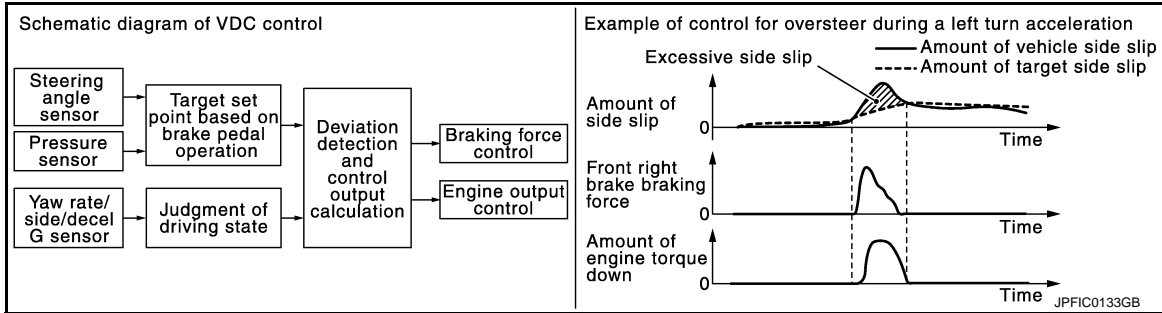 Schematic diagram of VDC control
Steering
angle
sensor
Pressure
sensor
Target set
point based on
brake pedal
operation
Yaw rate/
side/decel
G sensor
Judgment of
driving state
Deviation
detection
and
control
output
calculation
Braking force
control
Engine output
control
Example of control for oversteer during a left turn acceleration
Excessive side slip
Amount of vehicle side slip
Amount of target side slip
Amount of
side slip
0
Time
Front right
brake braking
force
0
Amount of
engine torque
down
0
Time
JPFIC0133GB